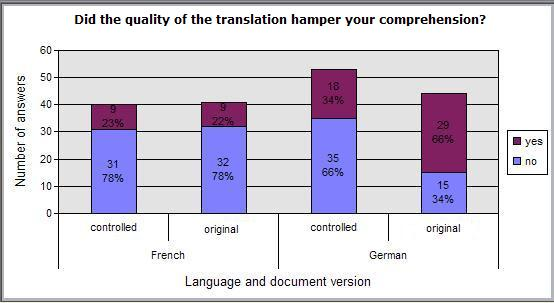 Did the quality of the translation hamper your comprehension?
60
50
40
30
20
10
0
Number of answers
9
23%
31
78%
9
22%
32
78%
18
34%
35
66%
29
66%
15
34%
yes
no
controlled
original
controlled
original
French
German
Language and document version